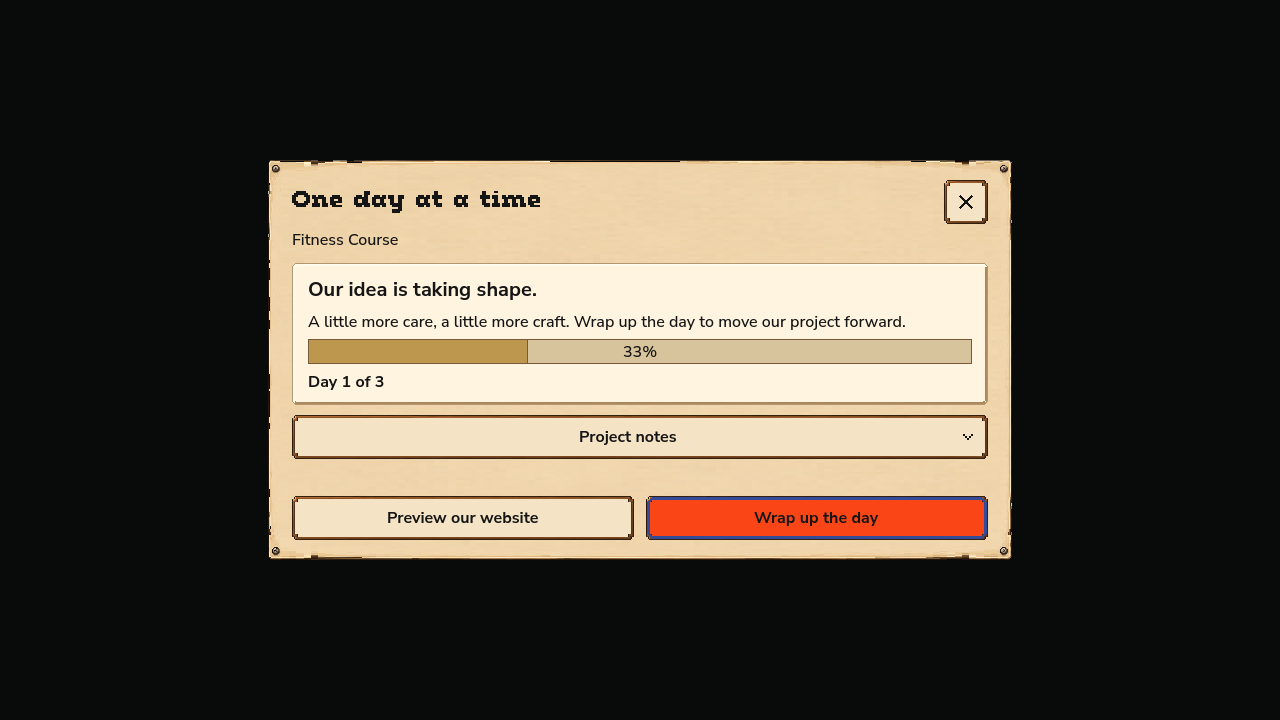 One day at a time
Fitness Course
Our idea is taking shape.
A little more care, a little more craft. Wrap up the day to move our project forward.
33%
Day 1 of 3
Project notes
Preview our website
Wrap up the day